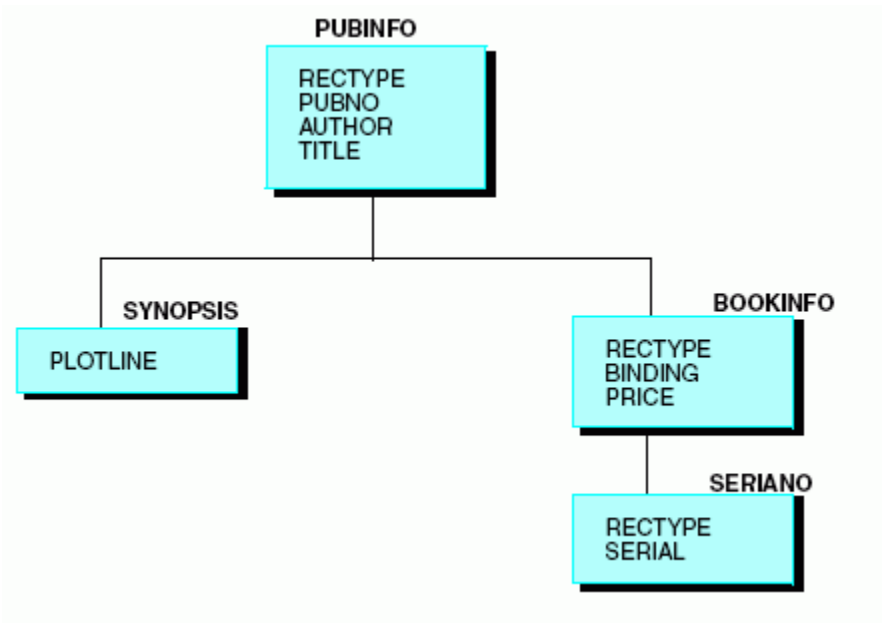 PUBINFO
RECTYPE
PUBNO
AUTHOR
TITLE
SYNOPSIS
PLOTLINE
BOOKINFO
RECTYPE
BINDING
PRICE
SERIANO
RECTYPE
SERIAL